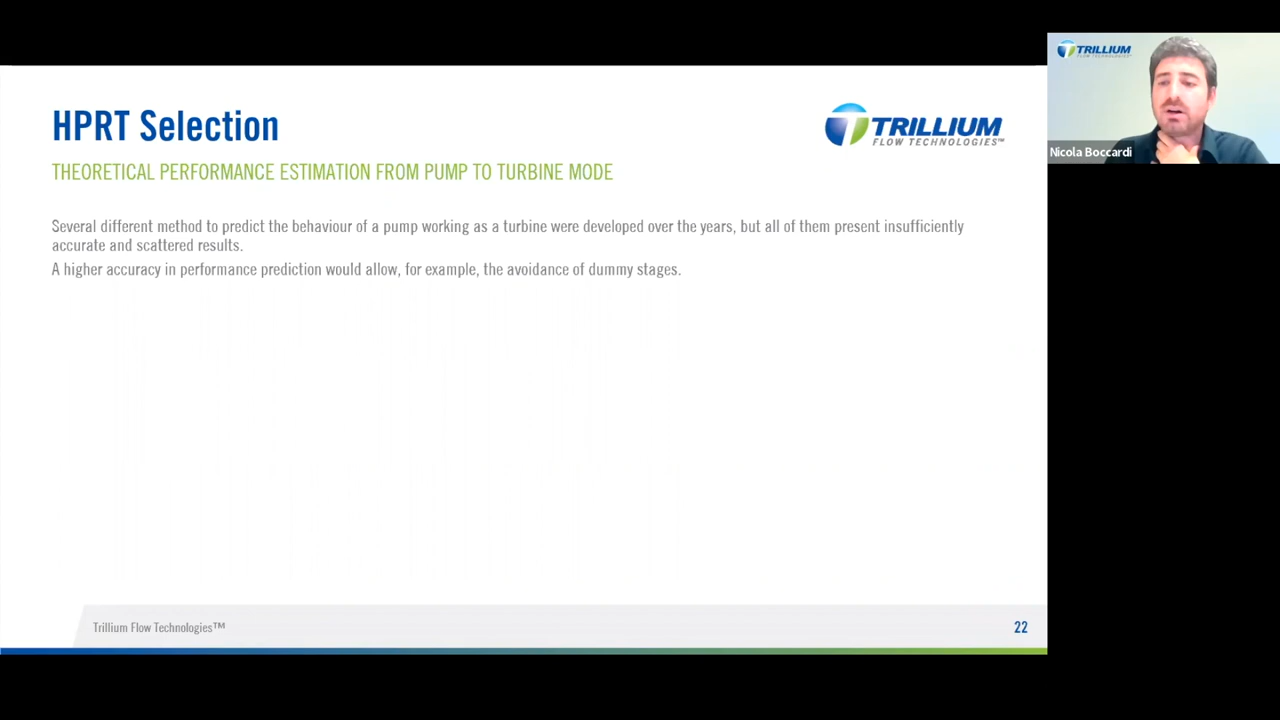 HPRT Selection
TRILLIUM
FLOW TECHNOLOGIES™
THEORETICAL PERFORMANCE ESTIMATION FROM PUMP TO TURBINE MODE
Several different method to predict the behaviour of a pump working as a turbine were developed over the years, but all of them present insufficiently
accurate and scattered results.
A higher accuracy in performance prediction would allow, for example, the avoidance of dummy stages.
Trillium Flow Technologies™
22
TRILLIUM
FLOW TECHNOLOGIES
Nicola Boccardi